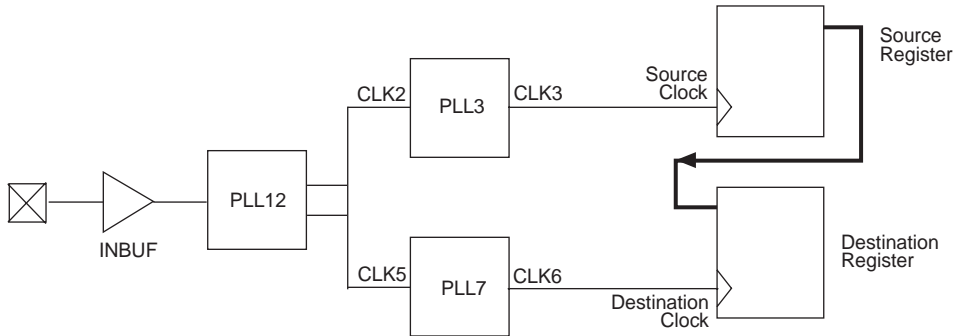 Source
Register
Source
Clock
CLK2
PLL3
CLK3
PLL12
INBUF
CLK5
PLL7
CLK6
Destination
Register
Destination
Clock